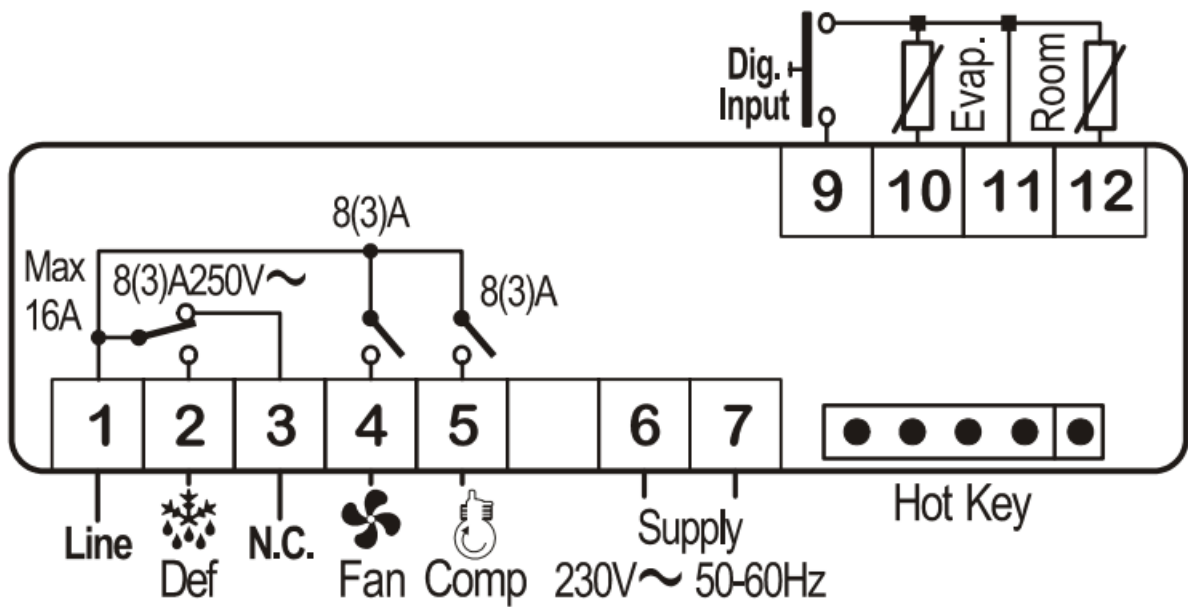 Dig.
Input
Evap.
Room
9 10 11 12
8(3)A
Max
16A
8(3)A250V~
8(3)A
1 2 3 4 5 6 7
Line
Def
N.C.
Fan
Comp
Supply
230V~ 50-60Hz
Hot Key